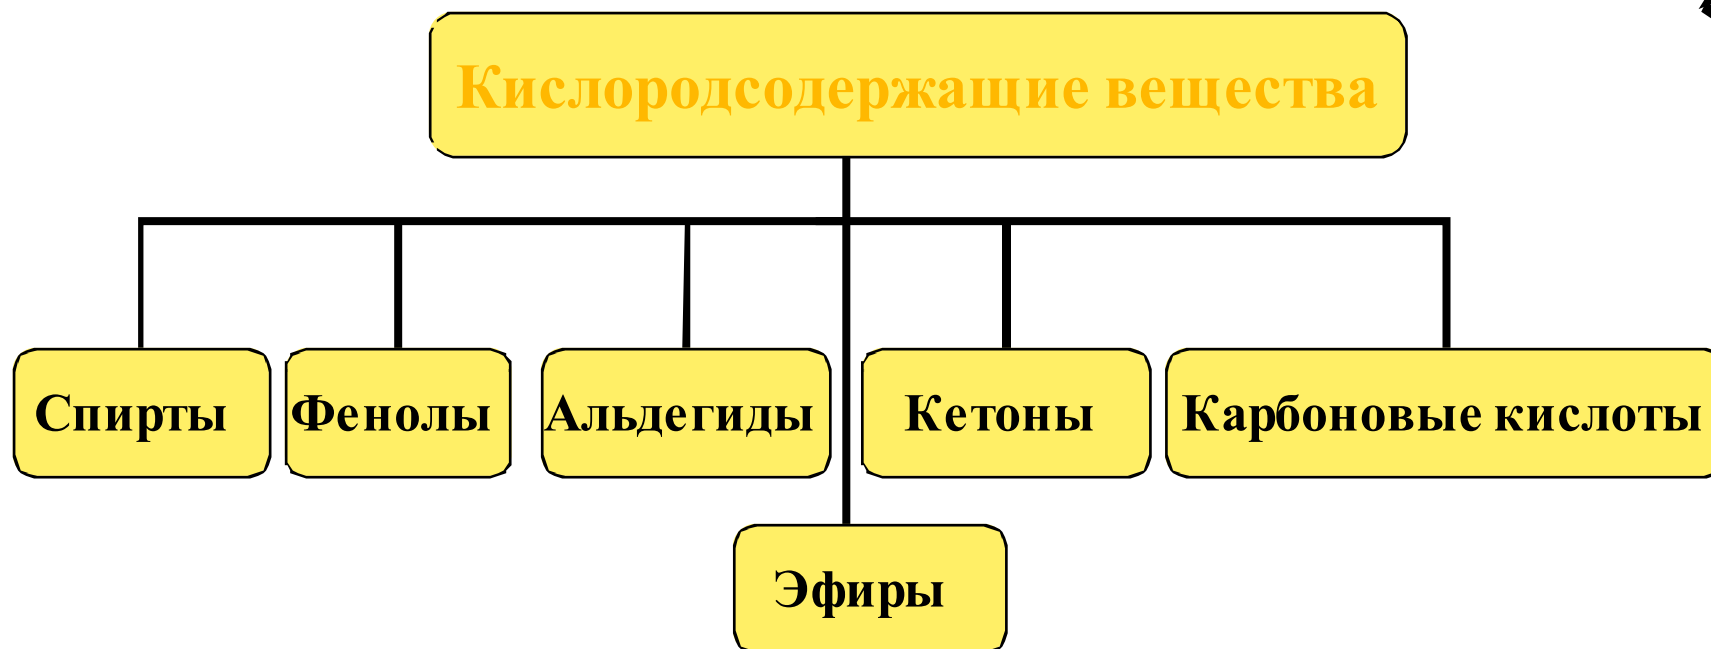 Кислородсодержащие вещества
Спирты
Фенолы
Альдегиды
Кетоны
Карбоновые кислоты
Эфиры